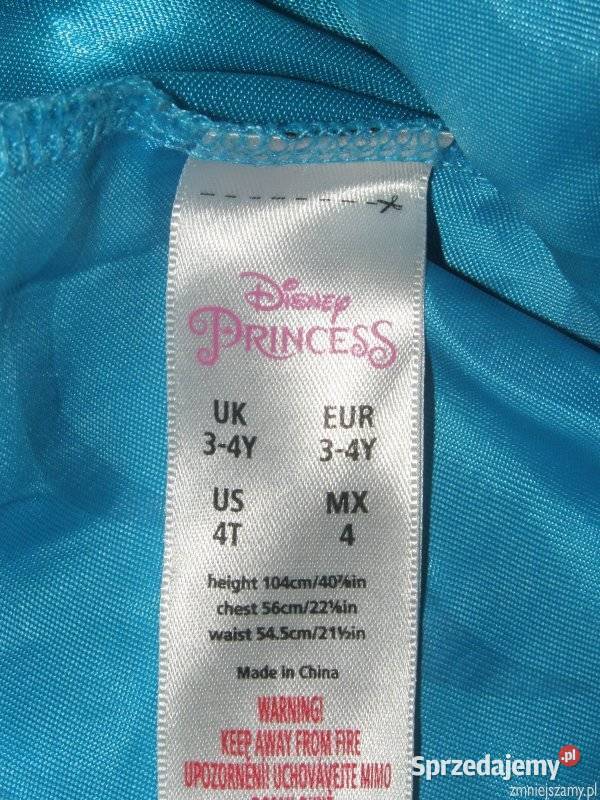 Disney
PRINCESS
UK EUR
3-4Y 3-4Y
US MX
4T 4
height 104cm/40⅞in
chest 56cm/22⅛in
waist 54.5cm/21½in
Made in China
WARNING!
KEEP AWAY FROM FIRE
UPOZORNĚNÍ! UCHOVÁVEJTE MIMO
Sprzedajemy.pl
zmniejszamy.pl